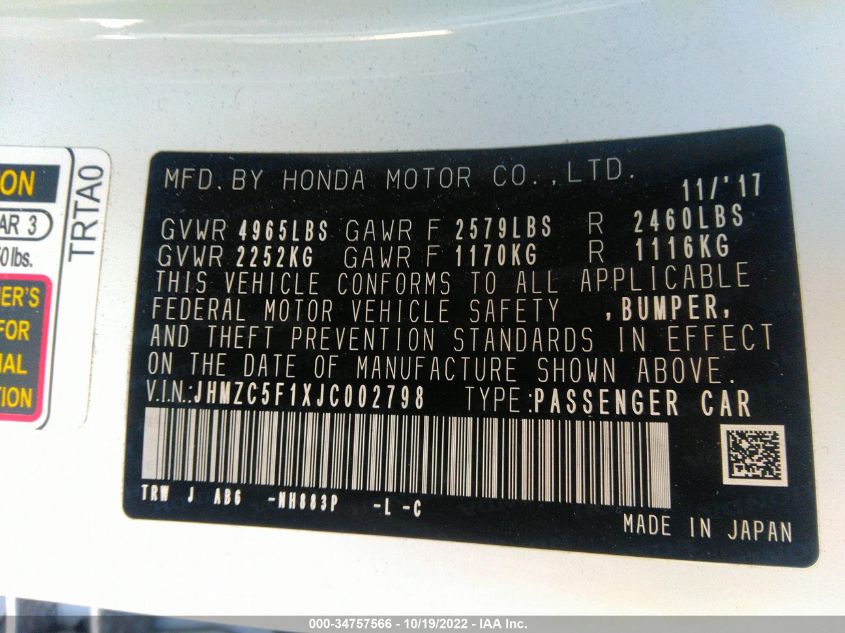 ON
AR 3
0 lbs.
ER'S
FOR
NAL
TION
TRTA0
MFD. BY HONDA MOTOR CO., LTD. 11/'17
GVWR 4965LBS GAWR F 2579LBS R 2460LBS
GVWR 2252KG GAWR F 1170KG R 1116KG
THIS VEHICLE CONFORMS TO ALL APPLICABLE
FEDERAL MOTOR VEHICLE SAFETY ,BUMPER,
AND THEFT PREVENTION STANDARDS IN EFFECT
ON THE DATE OF MANUFACTURE SHOWN ABOVE.
V.I.N.:JHMZC5F1XJC002798 TYPE:PASSENGER CAR
TRW J AB6 -NH883P -L -C
MADE IN JAPAN
000-34757566 - 10/19/2022 - IAA Inc.